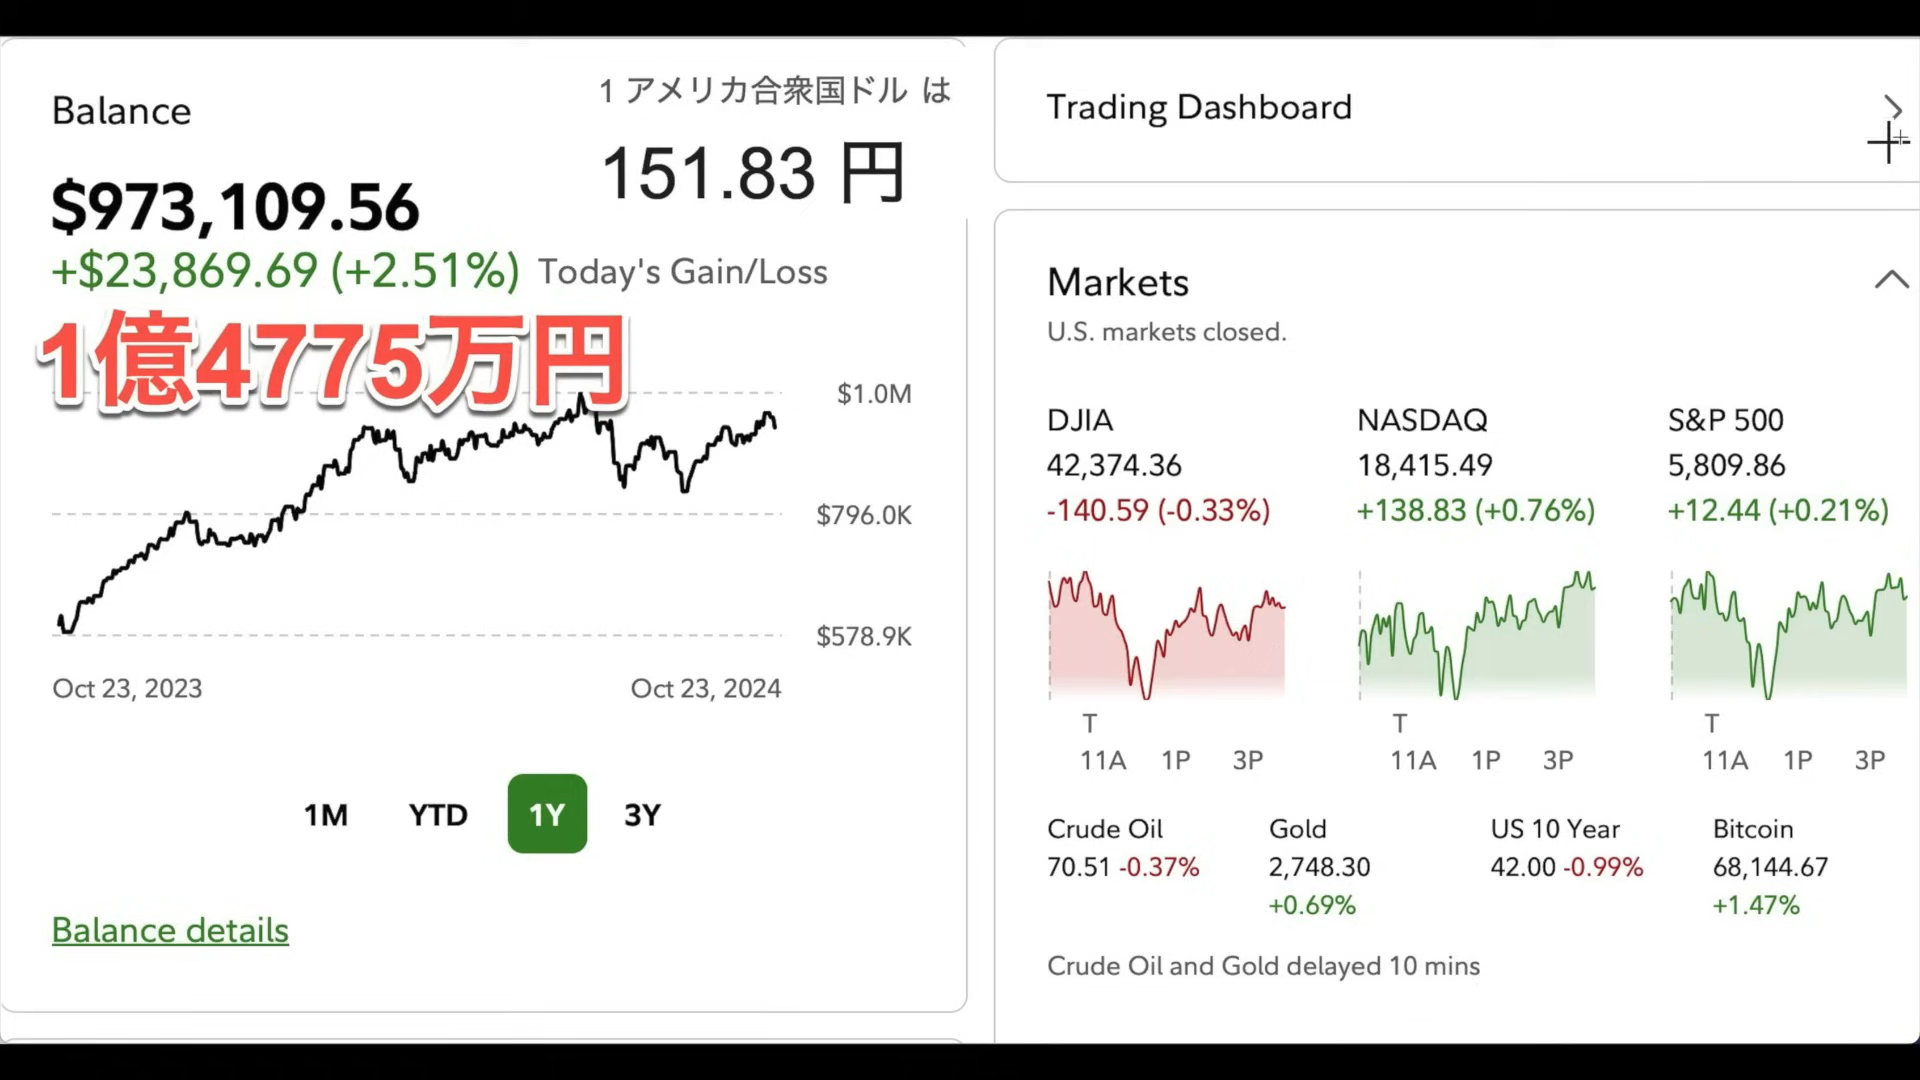 Balance
1 アメリカ合衆国ドル は
151.83 円
$973,109.56
+$23,869.69 (+2.51%) Today's Gain/Loss
1億4775万円
$1.0M
$796.0K
$578.9K
Oct 23, 2023 Oct 23, 2024
1M YTD 1Y 3Y
Balance details
Trading Dashboard
Markets
U.S. markets closed.
DJIA NASDAQ S&P 500
42,374.36 18,415.49 5,809.86
-140.59 (-0.33%) +138.83 (+0.76%) +12.44 (+0.21%)
T T T
11A 1P 3P 11A 1P 3P 11A 1P 3P
Crude Oil Gold US 10 Year Bitcoin
70.51 -0.37% 2,748.30 42.00 -0.99% 68,144.67
+0.69% +1.47%
Crude Oil and Gold delayed 10 mins